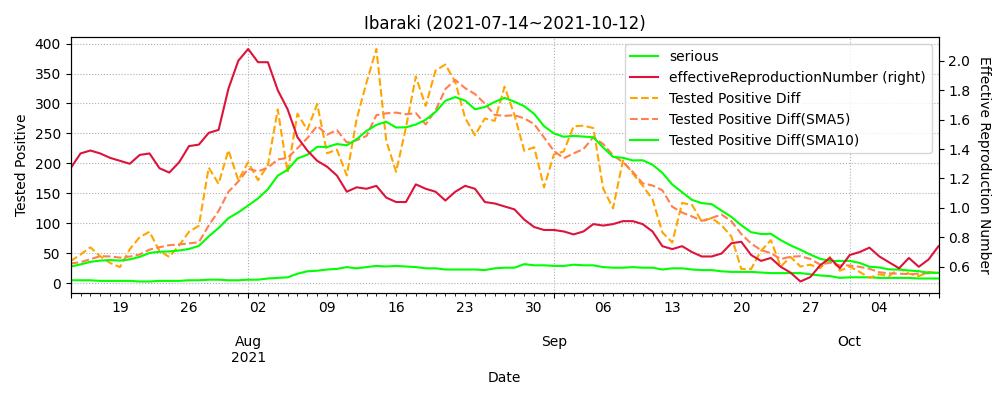 Ibaraki (2021-07-14~2021-10-12)
400
350
300
250
200
150
100
50
0
Tested Positive
serious
effectiveReproductionNumber (right)
Tested Positive Diff
Tested Positive Diff(SMA5)
Tested Positive Diff(SMA10)
2.0
1.8
1.6
1.4
1.2
1.0
0.8
0.6
Effective Reproduction Number
19 26 02 09 16 23 30 06 13 20 27 04
Aug Sep Oct
2021
Date